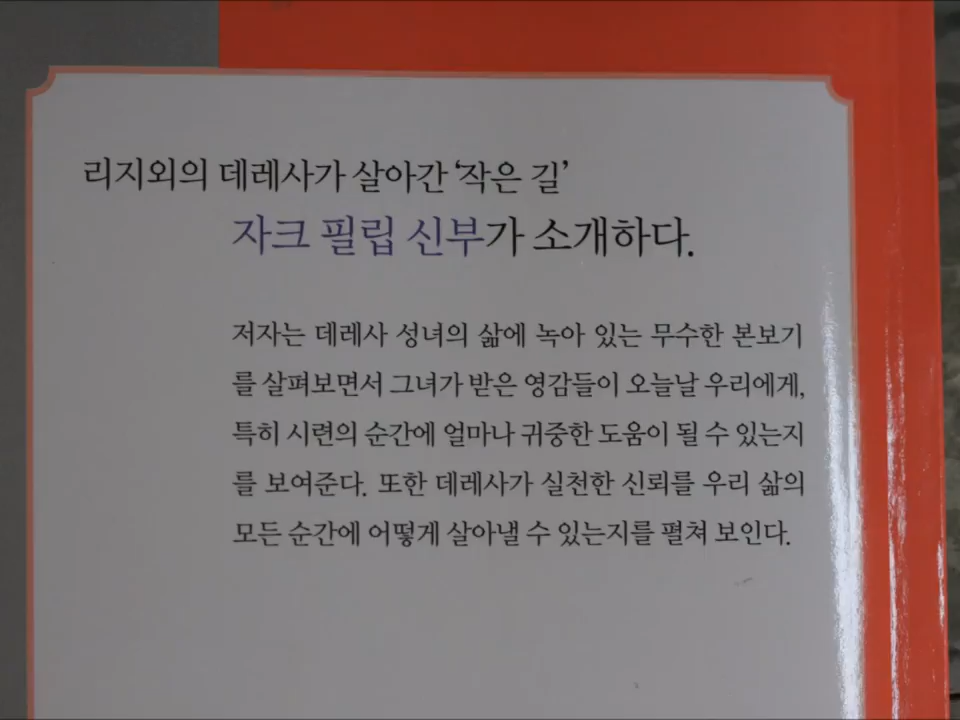 리지외의 데레사가 살아간 ‘작은 길’
자크 필립 신부가 소개하다.
저자는 데레사 성녀의 삶에 녹아 있는 무수한 본보기
를 살펴보면서 그녀가 받은 영감들이 오늘날 우리에게,
특히 시련의 순간에 얼마나 귀중한 도움이 될 수 있는지
를 보여준다. 또한 데레사가 실천한 신뢰를 우리 삶의
모든 순간에 어떻게 살아낼 수 있는지를 펼쳐 보인다.